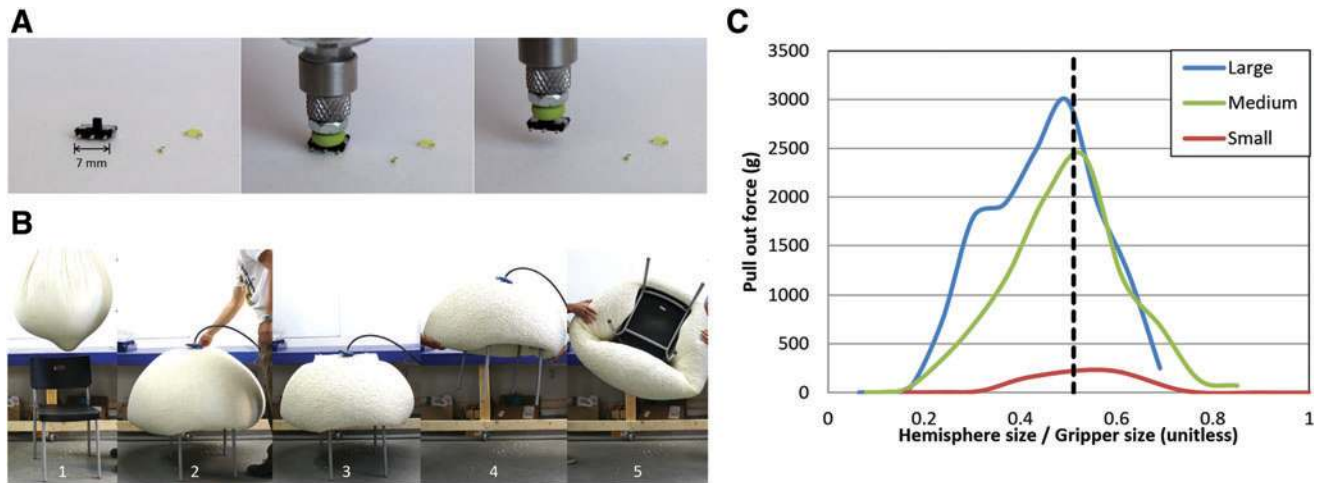 A
7 mm
B
1
2
3
4
5
C
Pull out force (g)
3500
3000
2500
2000
1500
1000
500
0
0
0.2
0.4
0.6
0.8
1
Hemisphere size / Gripper size (unitless)
Large
Medium
Small